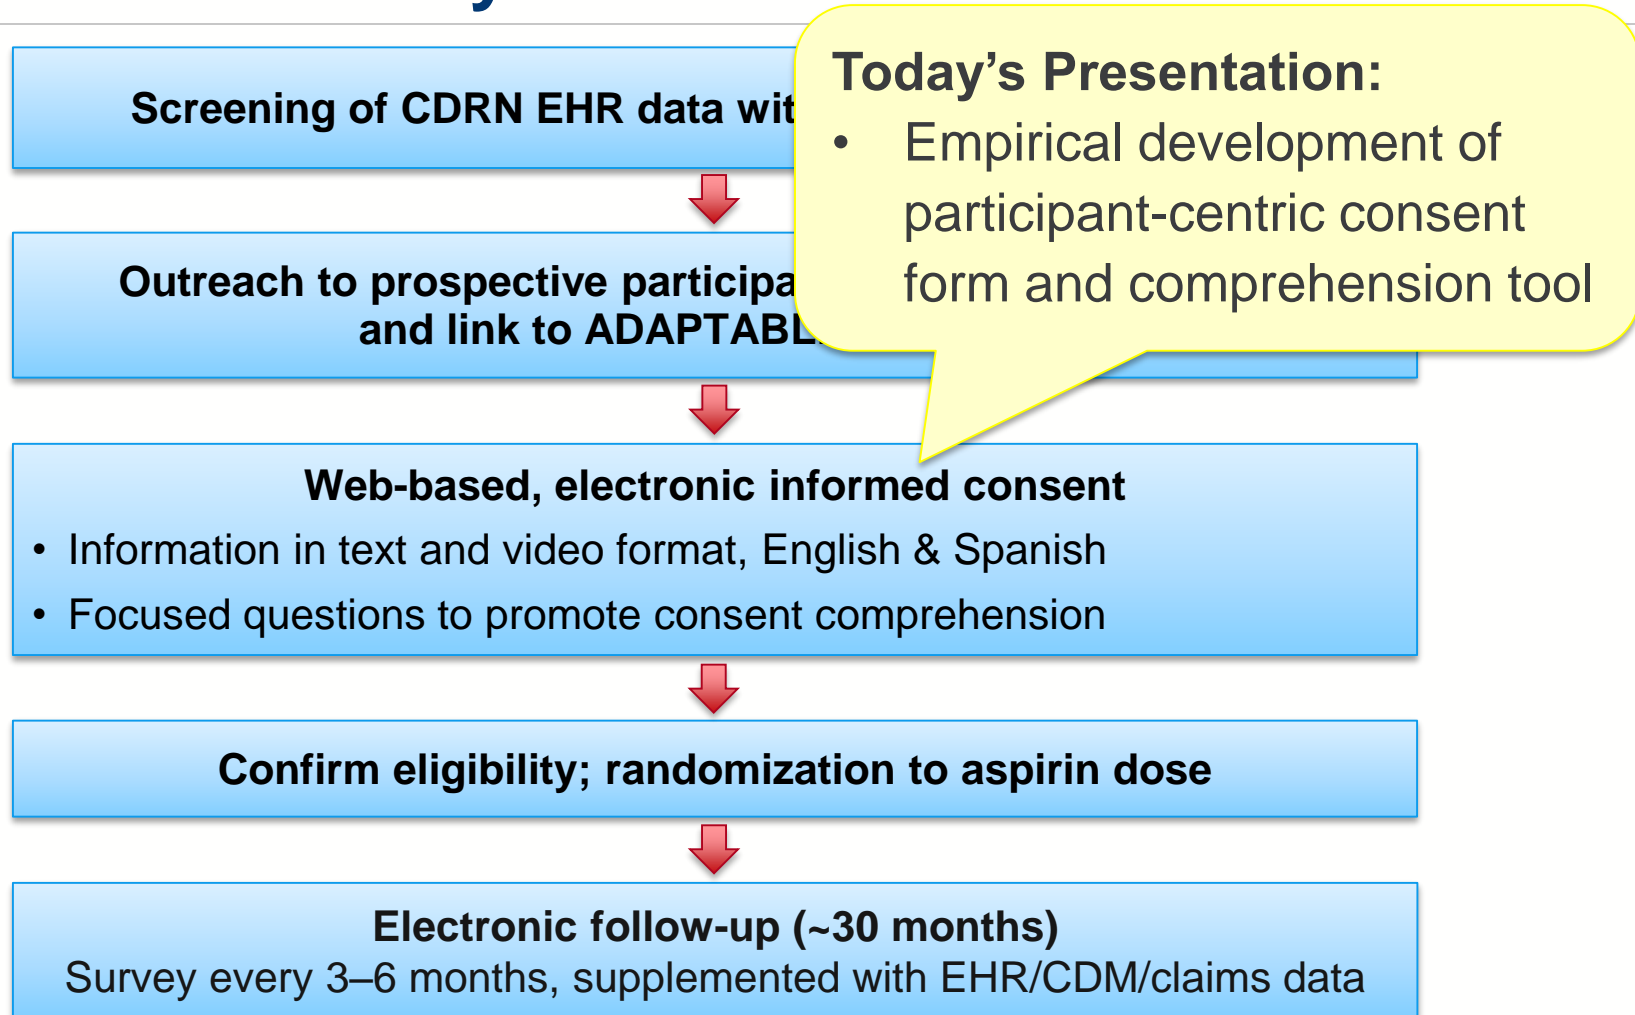 Today’s Presentation:
• Empirical development of
participant-centric consent
form and comprehension tool
Screening of CDRN EHR data
Outreach to prospective
and link to
Web-based, electronic informed consent
• Information in text and video format, English & Spanish
• Focused questions to promote consent comprehension
Confirm eligibility; randomization to aspirin dose
Electronic follow-up (~30 months)
Survey every 3–6 months, supplemented with EHR/CDM/claims data